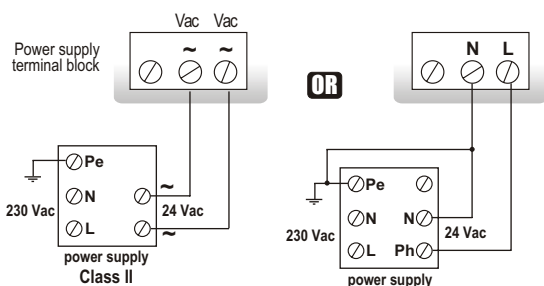 Vac Vac
Power supply
terminal block
~ ~
OR
N L
Pe
N
L
230 Vac
~
24 Vac
~
power supply
Class II
Pe
N N
L Ph
230 Vac
24 Vac
power supply